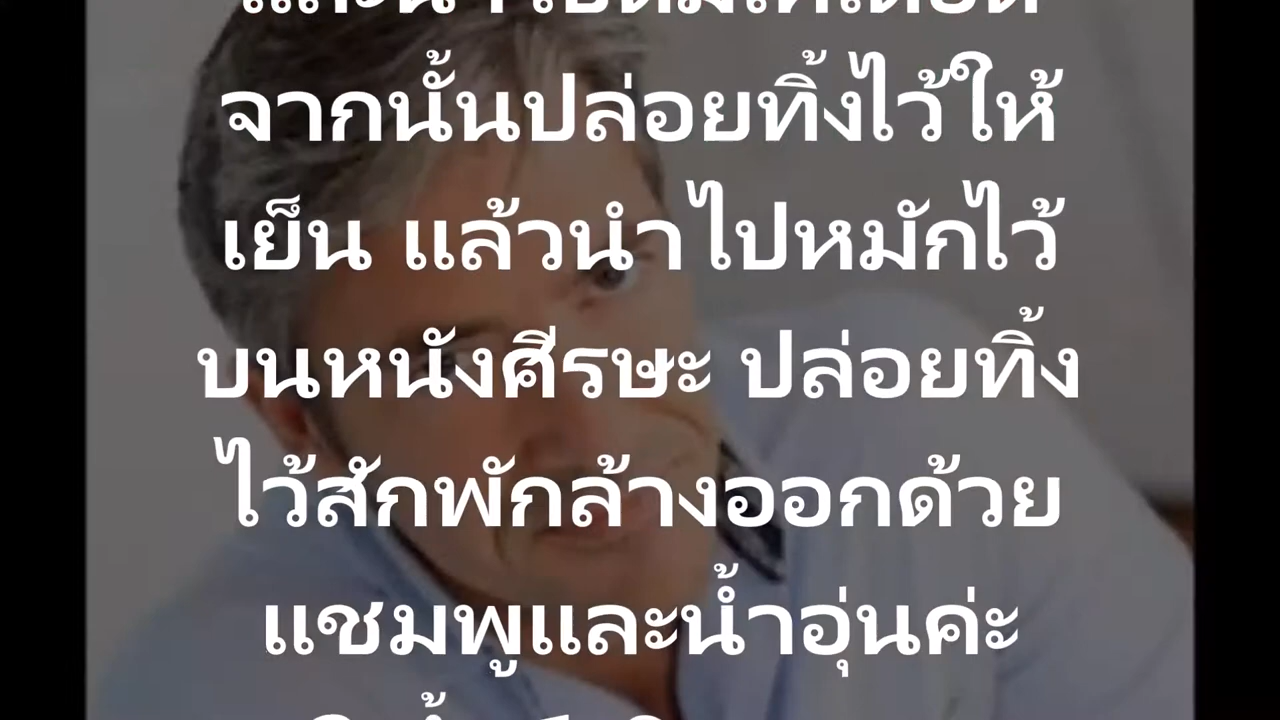 จากนั้นปล่อยทิ้งไว้ให้
เย็น แล้วนำไปหมักไว้
บนหนังศีรษะ ปล่อยทิ้ง
ไว้สักพักล้างออกด้วย
แชมพูและน้ำอุ่นค่ะ